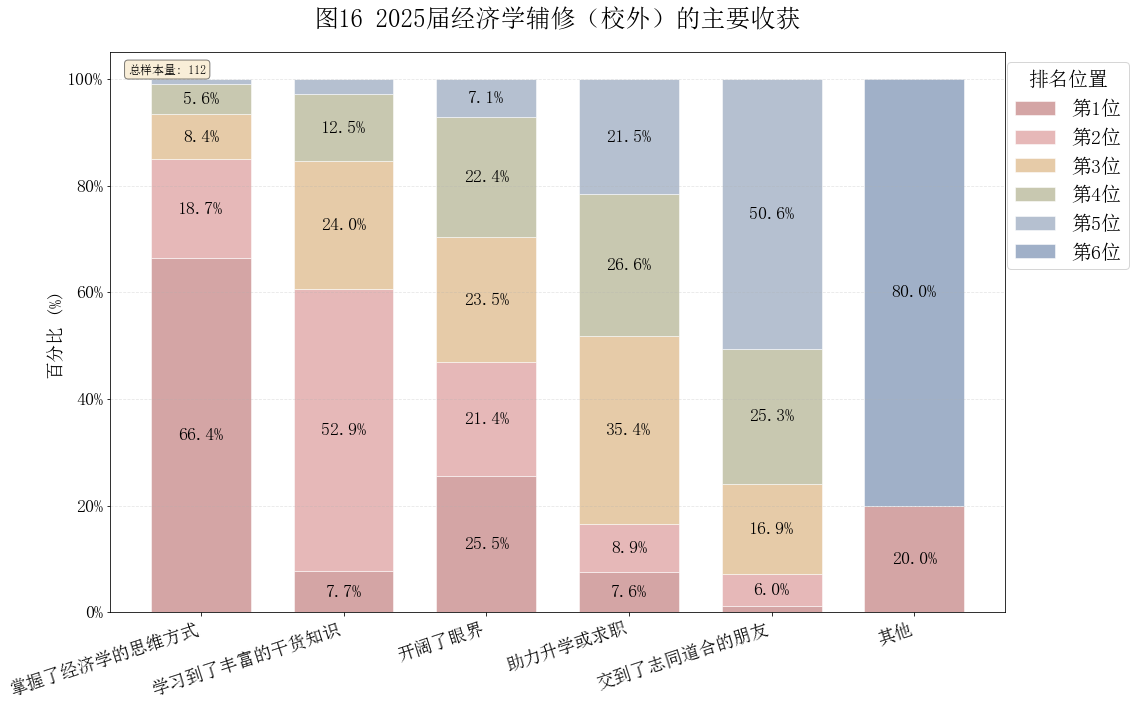 图16 2025届经济学辅修（校外）的主要收获
总样本量: 112
百分比 (%)
100%
80%
60%
40%
20%
0%
66.4%
18.7%
8.4%
5.6%
7.7%
52.9%
24.0%
12.5%
25.5%
21.4%
23.5%
22.4%
7.1%
7.6%
8.9%
35.4%
26.6%
21.5%
6.0%
16.9%
25.3%
50.6%
20.0%
80.0%
掌握了经济学的思维方式
学习到了丰富的干货知识
开阔了眼界
助力升学或求职
交到了志同道合的朋友
其他
排名位置
第1位
第2位
第3位
第4位
第5位
第6位